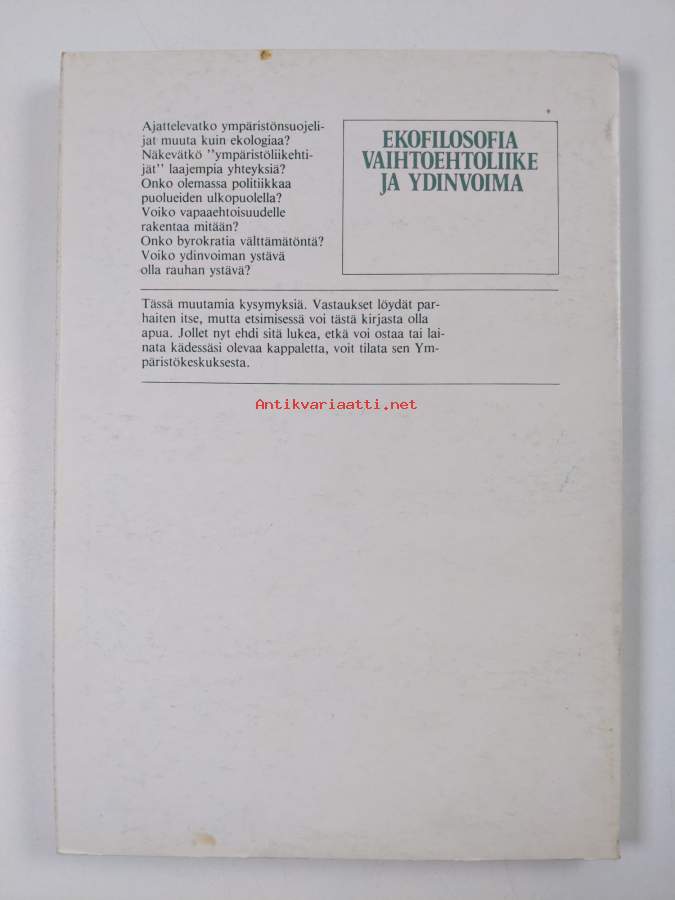 Ajattelevatko ympäristönsuojeli-
jat muuta kuin ekologiaa?
Näkevätkö ''ympäristöliikehti-
jät'' laajempia yhteyksiä?
Onko olemassa politiikkaa
puolueiden ulkopuolella?
Voiko vapaaehtoisuudelle
rakentaa mitään?
Onko byrokratia välttämätöntä?
Voiko ydinvoiman ystävä
olla rauhan ystävä?
EKOFILOSOFIA
VAIHTOEHTOLIIKE
JA YDINVOIMA
Tässä muutamia kysymyksiä. Vastaukset löydät par-
haiten itse, mutta etsimisessä voi tästä kirjasta olla
apua. Jollet nyt ehdi sitä lukea, etkä voi ostaa tai lai-
nata kädessäsi olevaa kappaletta, voit tilata sen Ym-
päristökeskuksesta.
Antikvariaatti.net